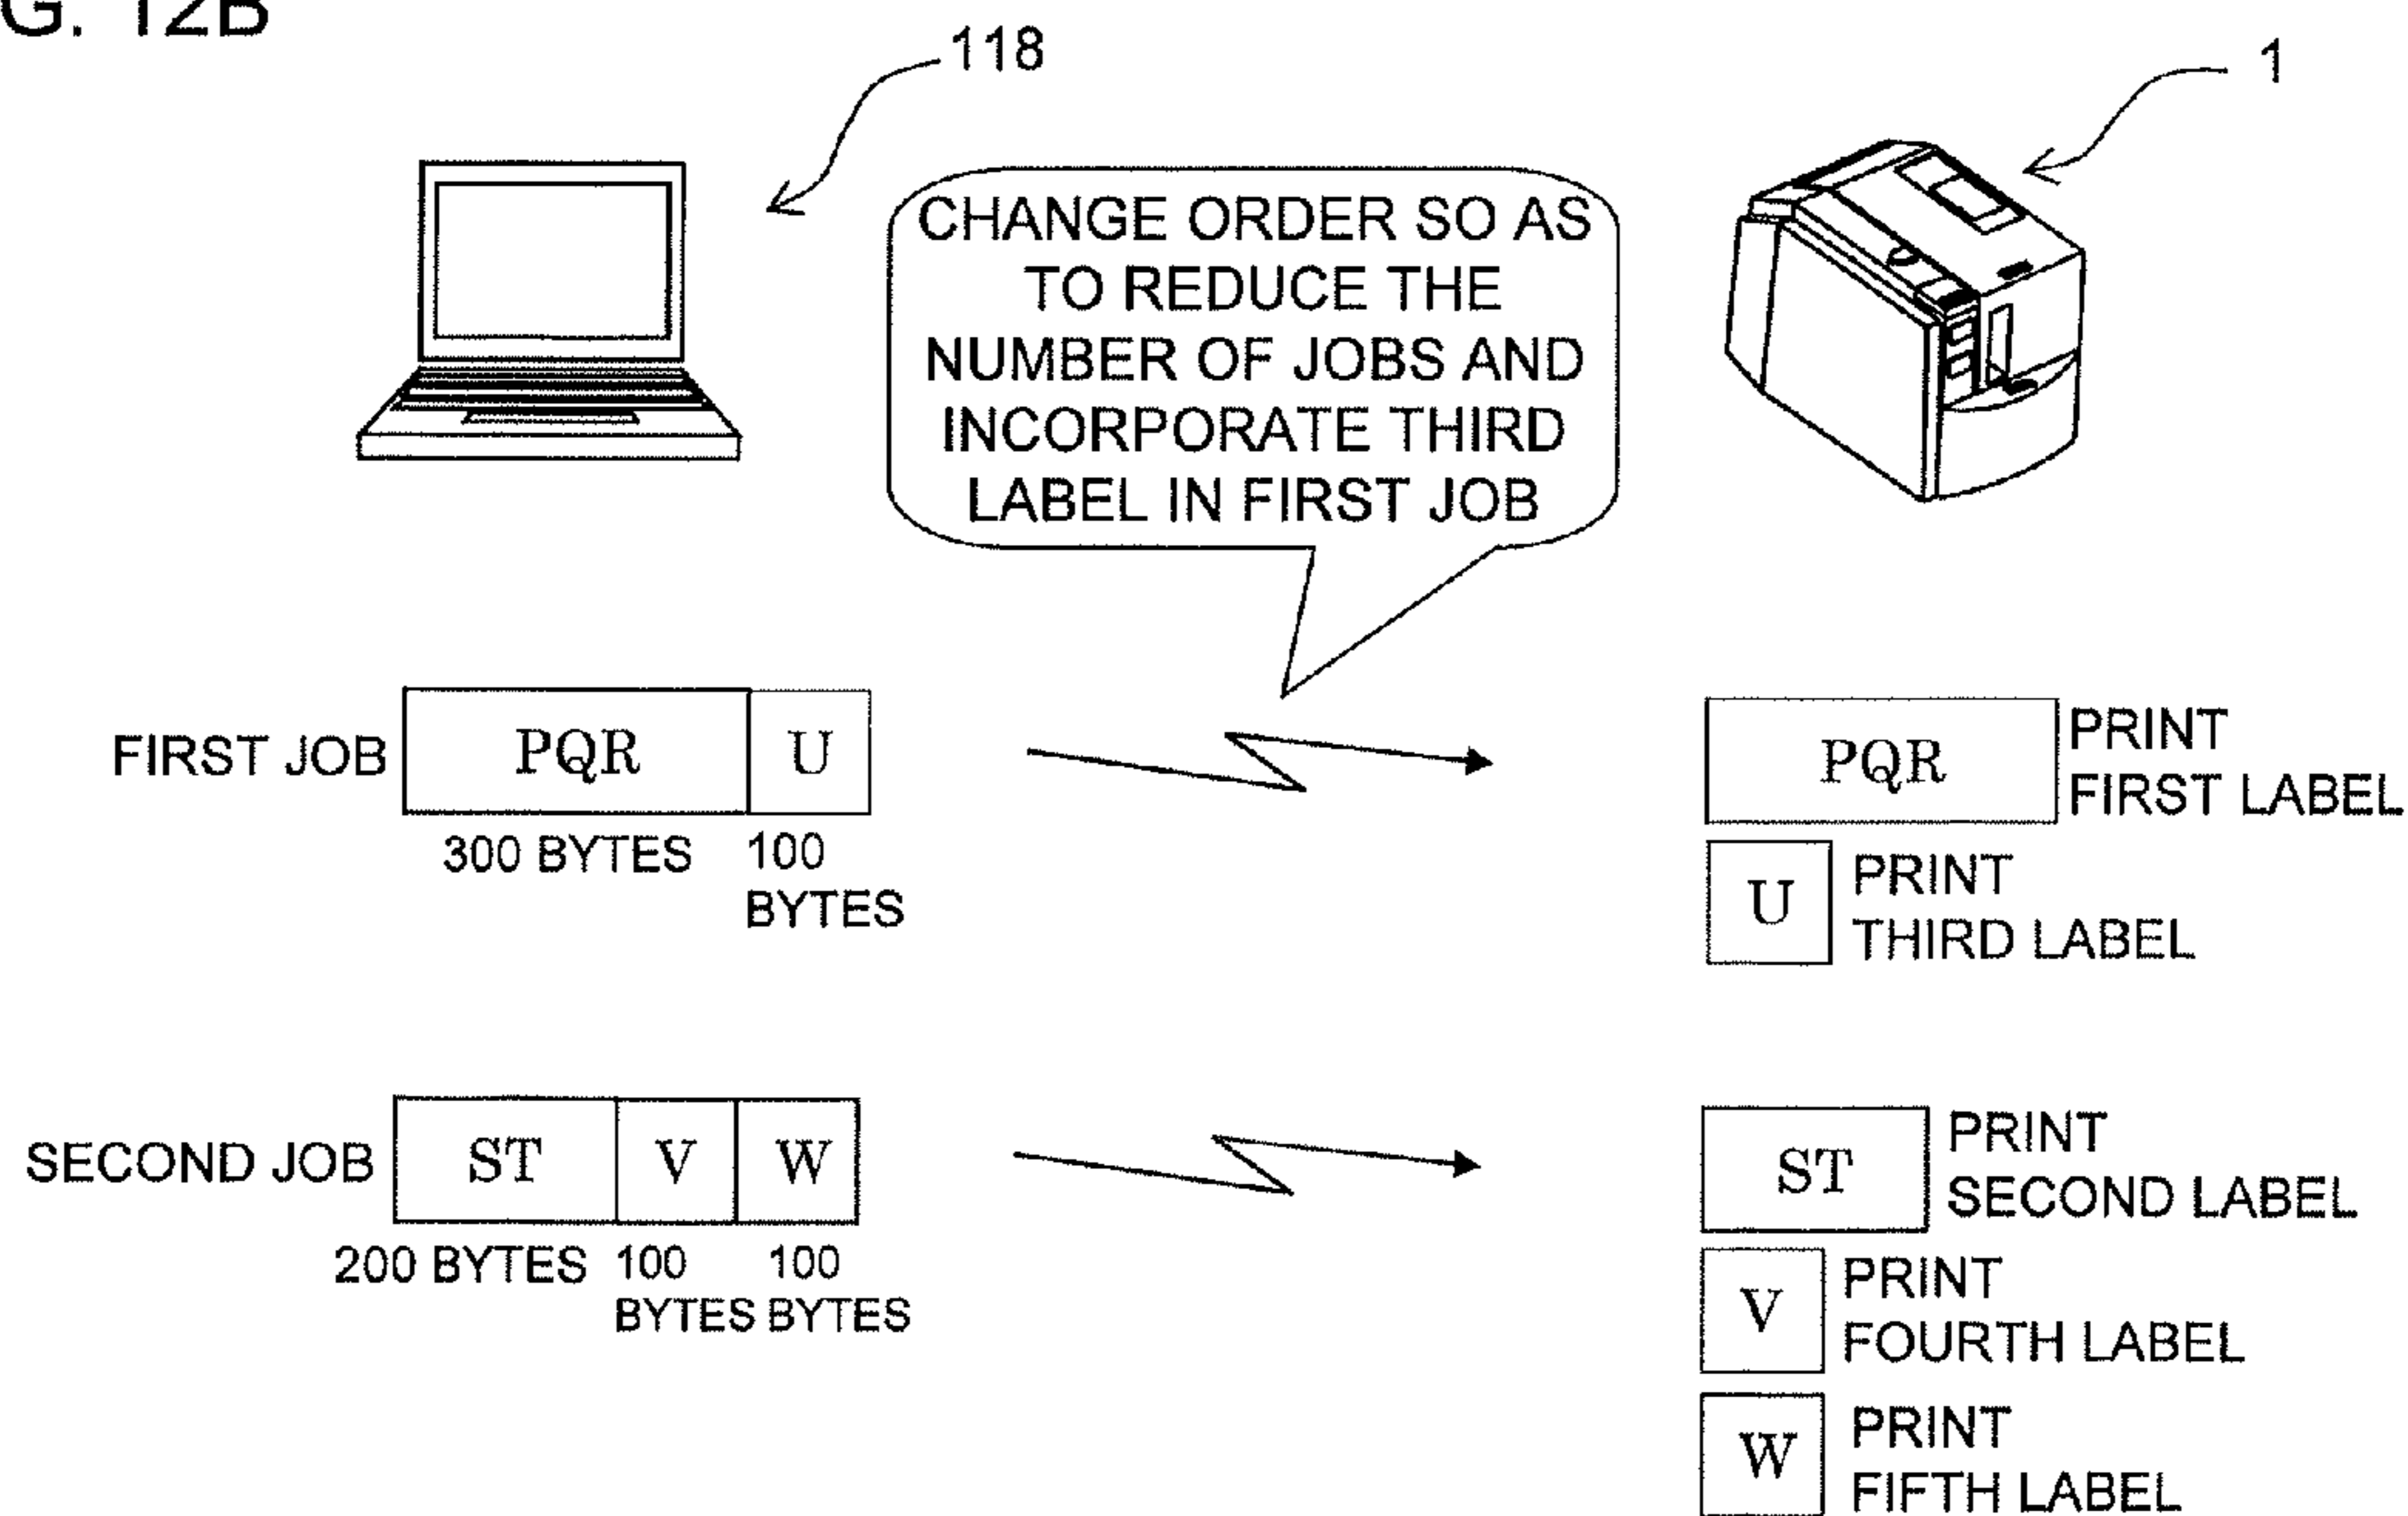 G. 12B
118
1
CHANGE ORDER SO AS
TO REDUCE THE
NUMBER OF JOBS AND
INCORPORATE THIRD
LABEL IN FIRST JOB
FIRST JOB
PQR
U
300 BYTES
100
BYTES
PQR
PRINT
FIRST LABEL
U
PRINT
THIRD LABEL
SECOND JOB
ST
V
W
200 BYTES
100
BYTES
100
BYTES
ST
PRINT
SECOND LABEL
V
PRINT
FOURTH LABEL
W
PRINT
FIFTH LABEL